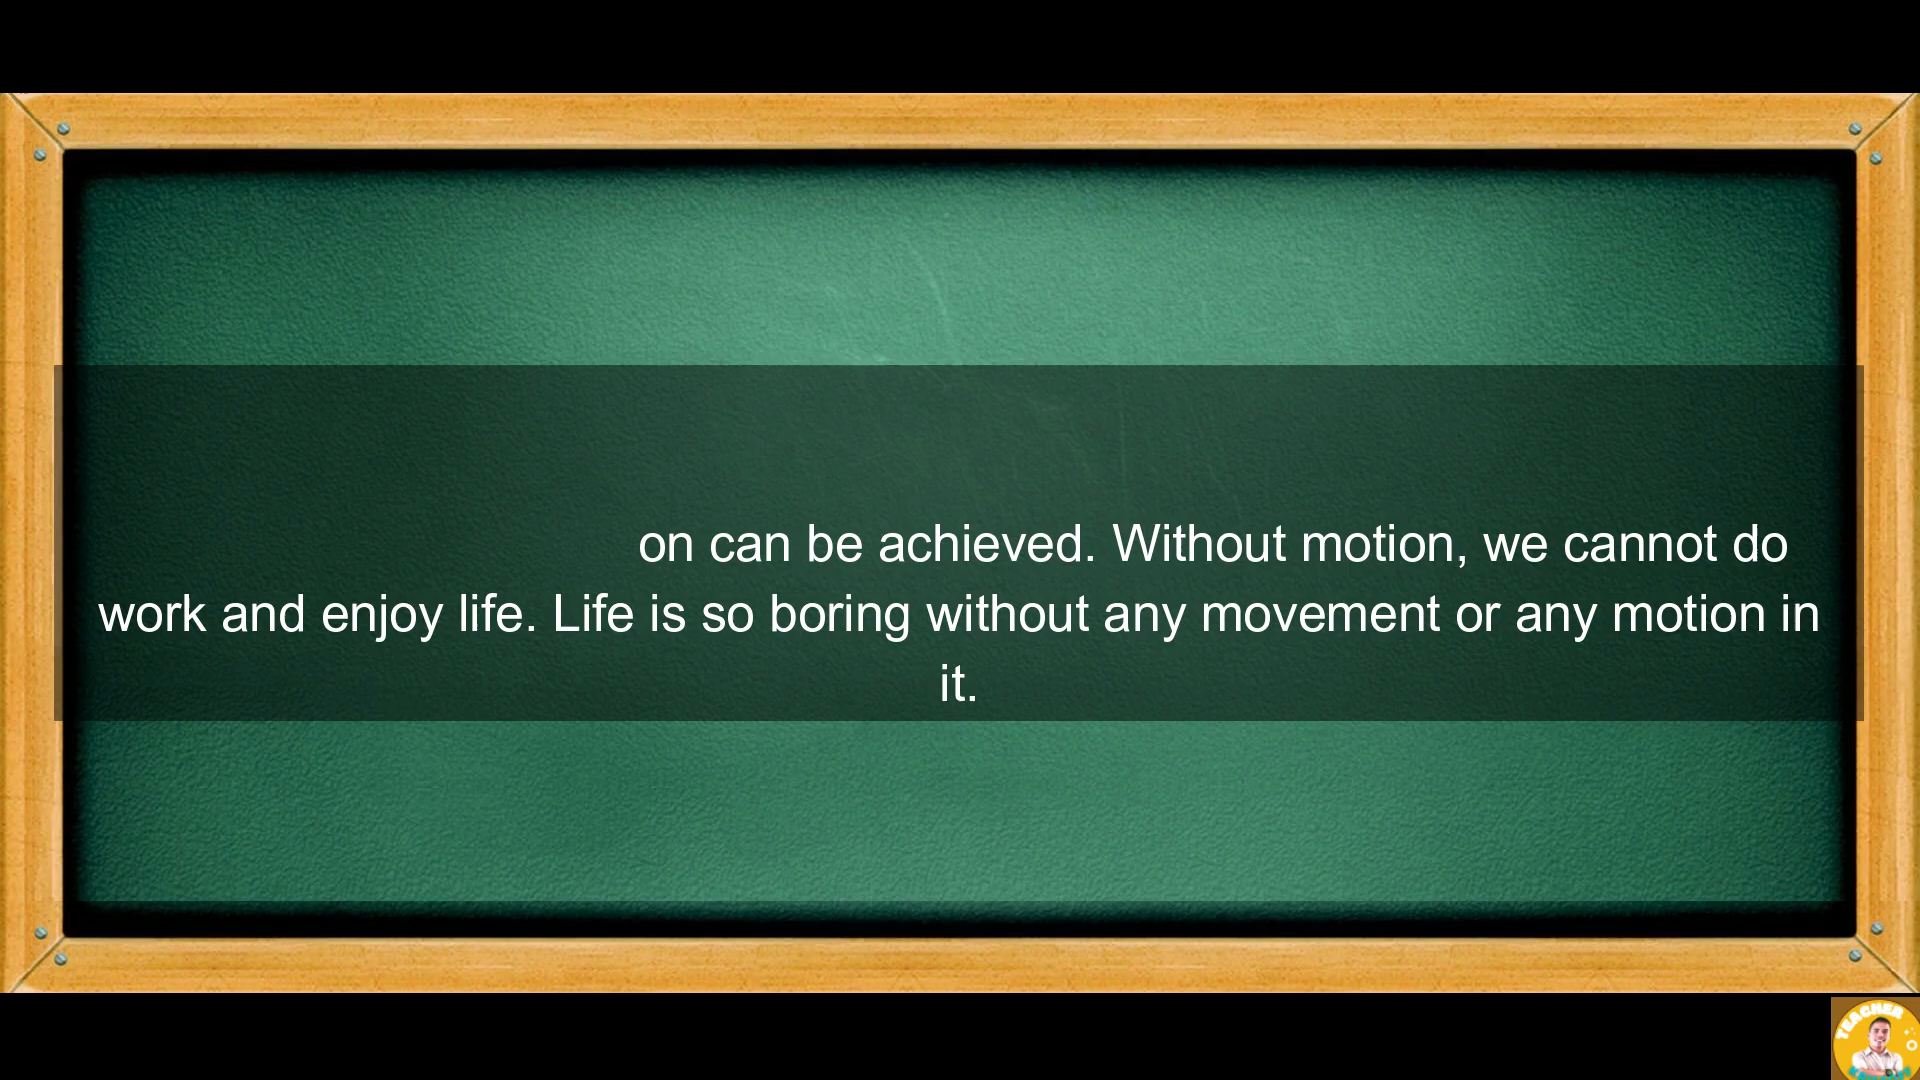 on can be achieved. Without motion, we cannot do
work and enjoy life. Life is so boring without any movement or any motion in
it.
TEACHER